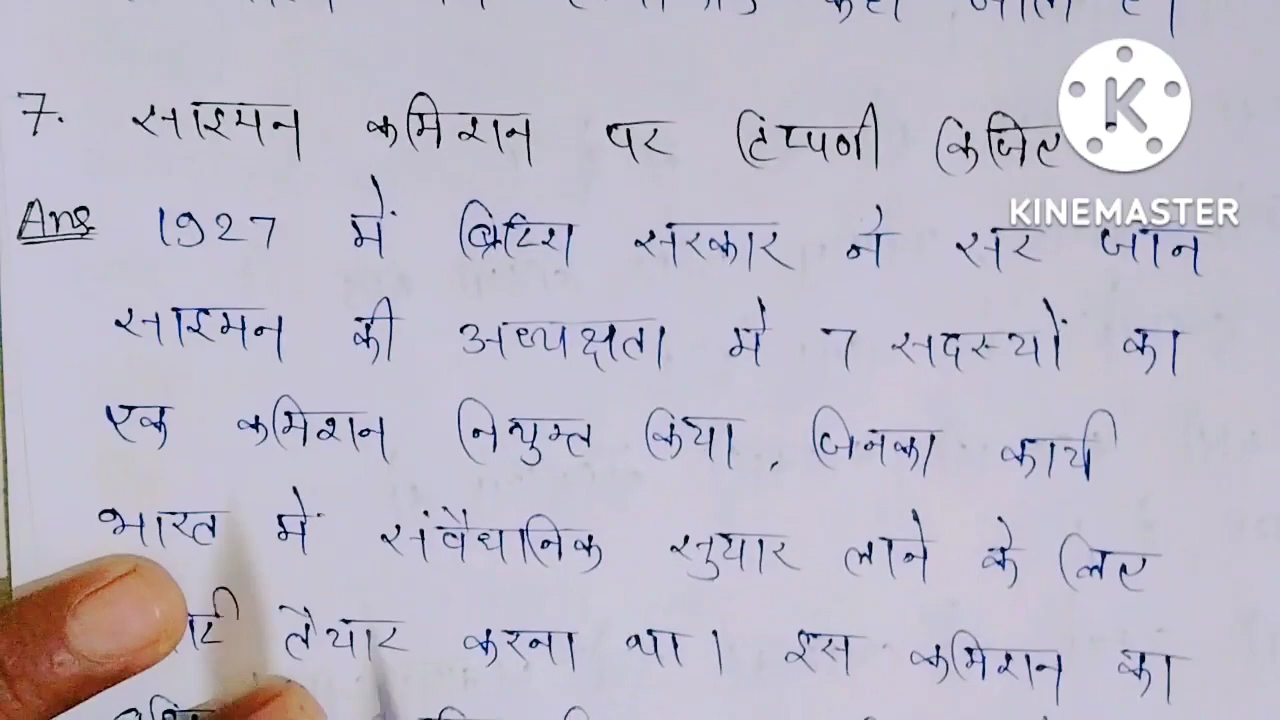 7. साइमन कमिशन पर टिप्पणी किजिए
Ans 1927 में ब्रिटिश सरकार ने सर जान
साइमन की अध्यक्षता मे 7 सदस्यों का
एक कमिशन नियुक्त किया, जिनका कार्य
भारत में संवैधानिक सुधार लाने के लिए
तैयार करना था। इस कमिशन का
KINEMASTER